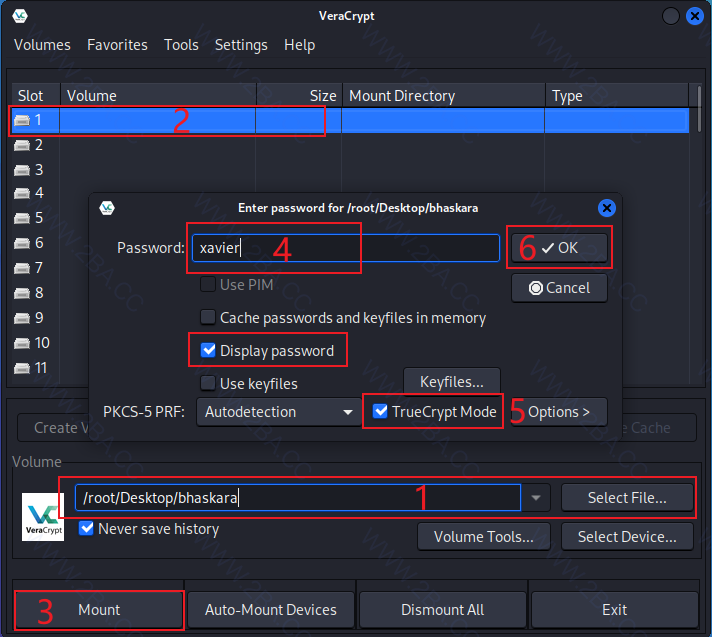 VeraCrypt
Volumes Favorites Tools Settings Help
Slot Volume Size Mount Directory Type
1 2
2
3
4
5
6
7
8
9
10
11
Enter password for /root/Desktop/bhaskara
Password: xavier 4 6 OK
Use PIM
Cancel
Cache passwords and keyfiles in memory
Display password
Use keyfiles Keyfiles...
PKCS-5 PRF: Autodetection TrueCrypt Mode 5 Options >
Create V e Cache
Volume
VeraCrypt
/root/Desktop/bhaskara 1 Select File...
Never save history
Volume Tools... Select Device...
3 Mount Auto-Mount Devices Dismount All Exit
WWW.2BA.CC